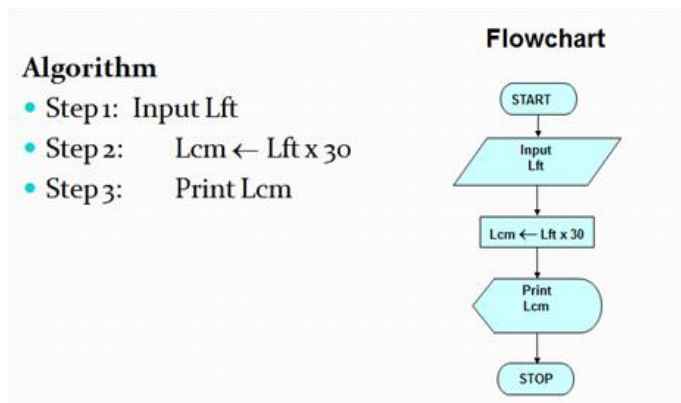 Algorithm
• Step 1: Input Lft
• Step 2: Lcm ← Lft x 30
• Step 3: Print Lcm
Flowchart
START
Input
Lft
Lcm ← Lft x 30
Print
Lcm
STOP